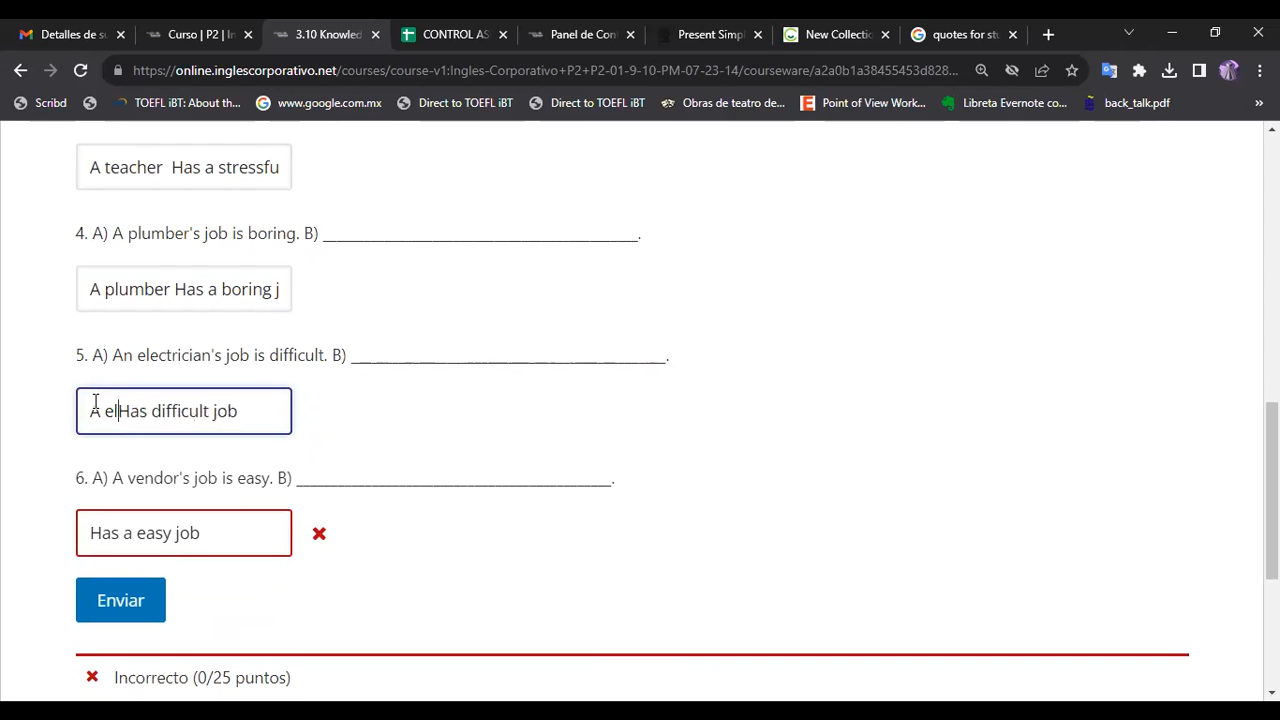 Detalles de su
Curso | P2 | In
3.10 Knowled
CONTROL AS
Panel de Con
Present Simpl
New Collectio
quotes for stu
https://online.inglescorporativo.net/courses/course-v1:Ingles-Corporativo+P2+P2-01-9-10-PM-07-23-14/courseware/a2a0b1a38455453d828...
Scribd
TOEFL iBT: About th...
www.google.com.mx
Direct to TOEFL iBT
Direct to TOEFL iBT
Obras de teatro de...
Point of View Work...
Libreta Evernote co...
back_talk.pdf
»
A teacher Has a stressfu
4. A) A plumber's job is boring. B) ___________________________________.
A plumber Has a boring j
5. A) An electrician's job is difficult. B) ___________________________________.
A elHas difficult job
6. A) A vendor's job is easy. B) ___________________________________.
Has a easy job
Enviar
Incorrecto (0/25 puntos)